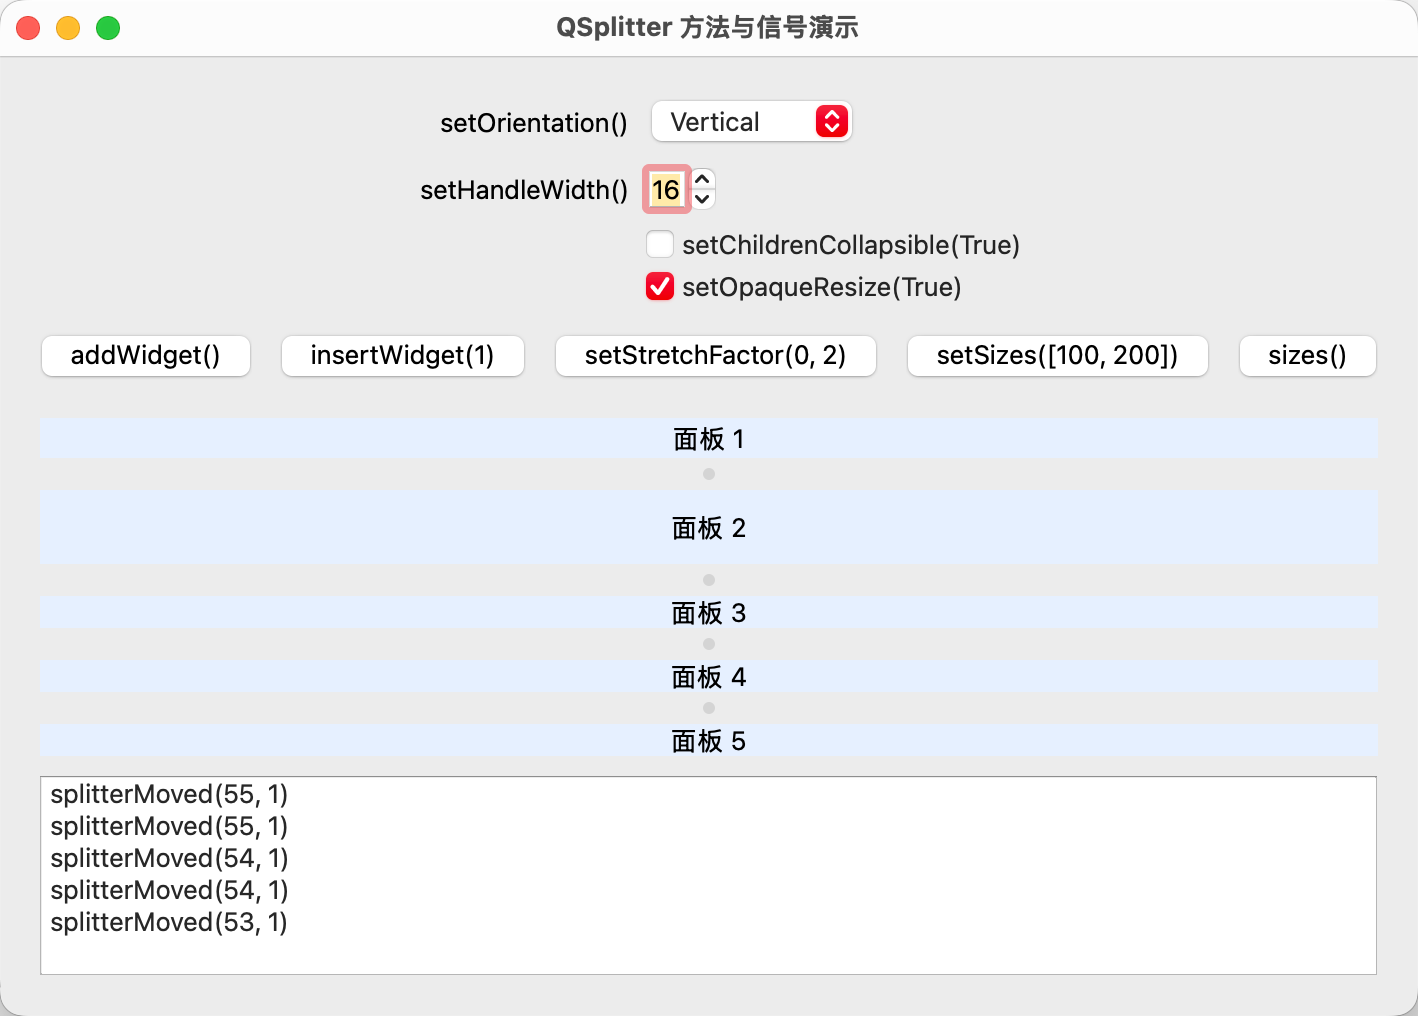 QSplitter 方法与信号演示
setOrientation() Vertical
setHandleWidth() 16
setChildrenCollapsible(True)
setOpaqueResize(True)
addWidget() insertWidget(1) setStretchFactor(0, 2) setSizes([100, 200]) sizes()
面板 1
面板 2
面板 3
面板 4
面板 5
splitterMoved(55, 1)
splitterMoved(55, 1)
splitterMoved(54, 1)
splitterMoved(54, 1)
splitterMoved(53, 1)